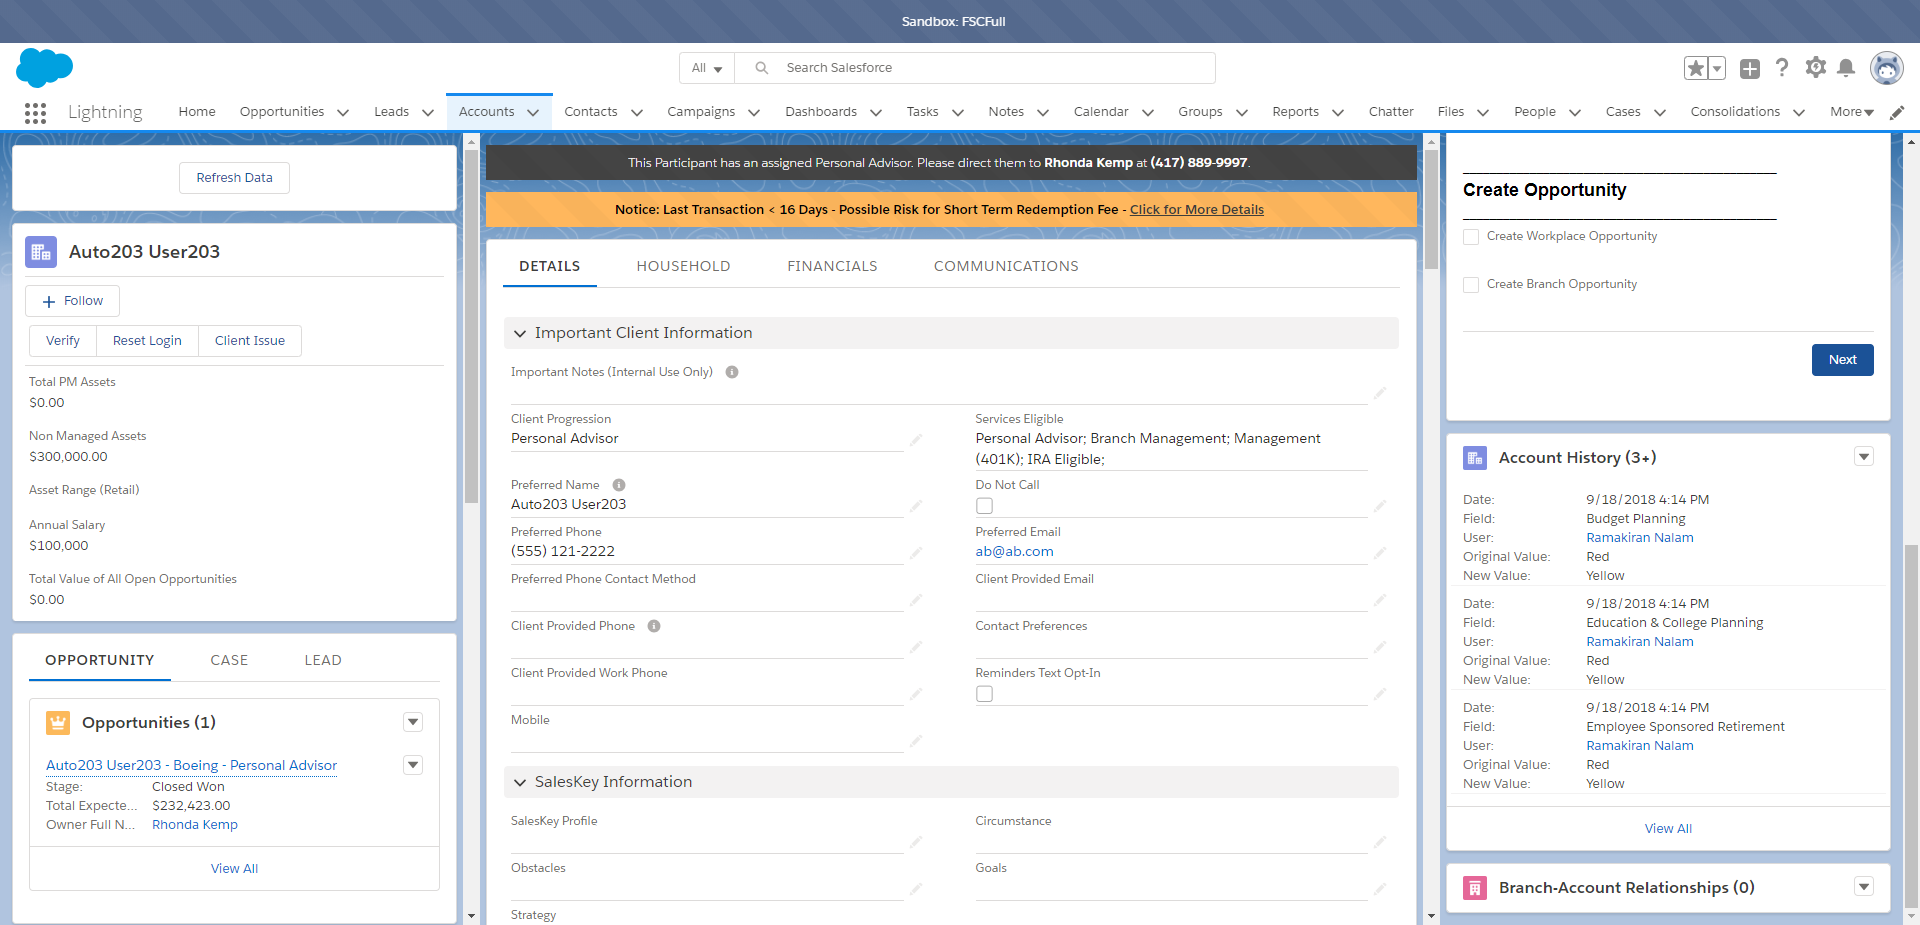 Sandbox: FSCFull
All
Search Salesforce
Lightning
Home
Opportunities
Leads
Accounts
Contacts
Campaigns
Dashboards
Tasks
Notes
Calendar
Groups
Reports
Chatter
Files
People
Cases
Consolidations
More
Refresh Data
Auto203 User203
Follow
Verify
Reset Login
Client Issue
Total PM Assets
$0.00
Non Managed Assets
$300,000.00
Asset Range (Retail)
Annual Salary
$100,000
Total Value of All Open Opportunities
$0.00
OPPORTUNITY
CASE
LEAD
Opportunities (1)
Auto203 User203 - Boeing - Personal Advisor
Stage: Closed Won
Total Expecte... $232,423.00
Owner Full N... Rhonda Kemp
View All
This Participant has an assigned Personal Advisor. Please direct them to Rhonda Kemp at (417) 889-9997.
Notice: Last Transaction < 16 Days - Possible Risk for Short Term Redemption Fee - Click for More Details
DETAILS
HOUSEHOLD
FINANCIALS
COMMUNICATIONS
Important Client Information
Important Notes (Internal Use Only)
Client Progression
Personal Advisor
Services Eligible
Personal Advisor; Branch Management; Management
(401K); IRA Eligible;
Preferred Name
Auto203 User203
Do Not Call
Preferred Phone
(555) 121-2222
Preferred Email
ab@ab.com
Preferred Phone Contact Method
Client Provided Email
Client Provided Phone
Contact Preferences
Client Provided Work Phone
Reminders Text Opt-In
Mobile
SalesKey Information
SalesKey Profile
Circumstance
Obstacles
Goals
Strategy
Create Opportunity
Create Workplace Opportunity
Create Branch Opportunity
Next
Account History (3+)
Date: 9/18/2018 4:14 PM
Field: Budget Planning
User: Ramakiran Nalam
Original Value: Red
New Value: Yellow
Date: 9/18/2018 4:14 PM
Field: Education & College Planning
User: Ramakiran Nalam
Original Value: Red
New Value: Yellow
Date: 9/18/2018 4:14 PM
Field: Employee Sponsored Retirement
User: Ramakiran Nalam
Original Value: Red
New Value: Yellow
View All
Branch-Account Relationships (0)